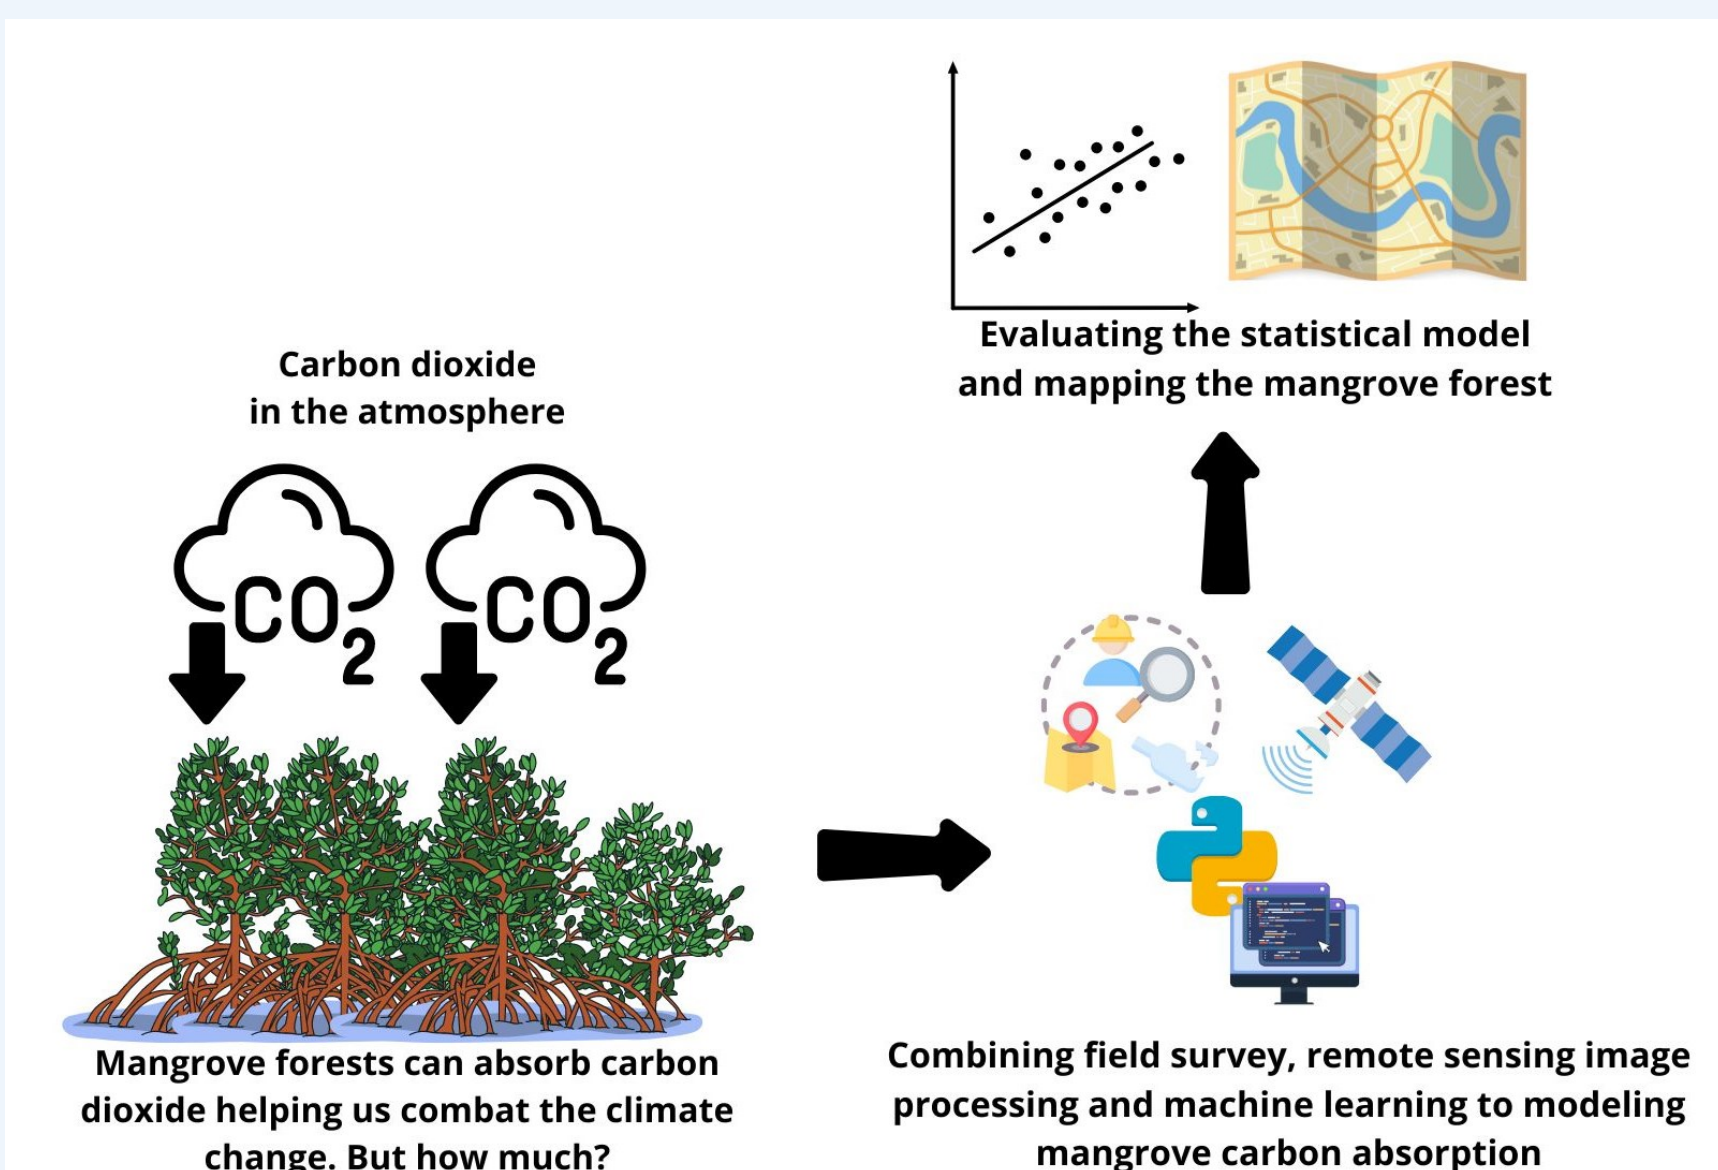 Carbon dioxide
in the atmosphere
CO2
CO2
Mangrove forests can absorb carbon
dioxide helping us combat the climate
change. But how much?
Combining field survey, remote sensing image
processing and machine learning to modeling
mangrove carbon absorption
Evaluating the statistical model
and mapping the mangrove forest